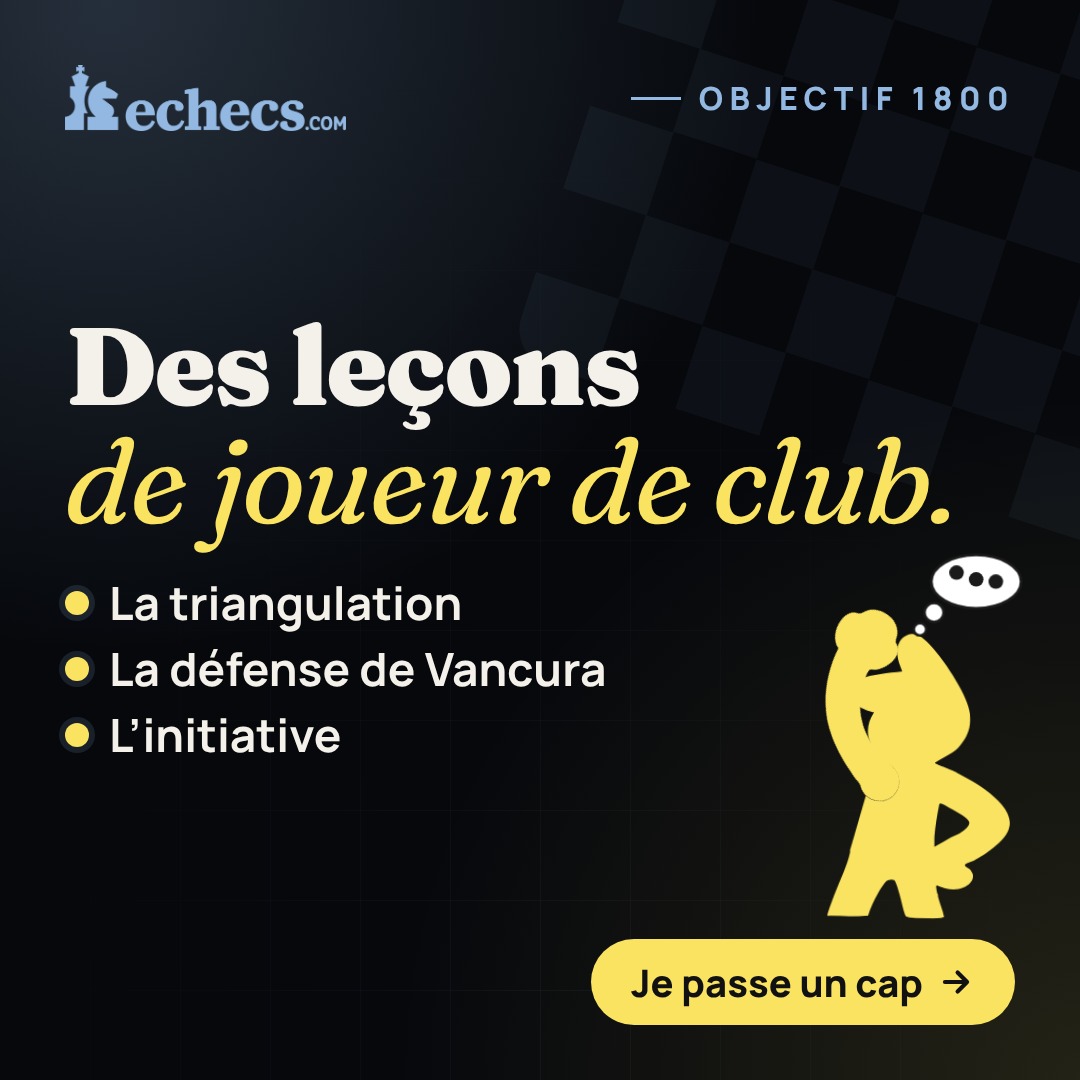 echecs.COM
OBJECTIF 1800
Des leçons
de joueur de club.
La triangulation
La défense de Vancura
L’initiative
Je passe un cap →